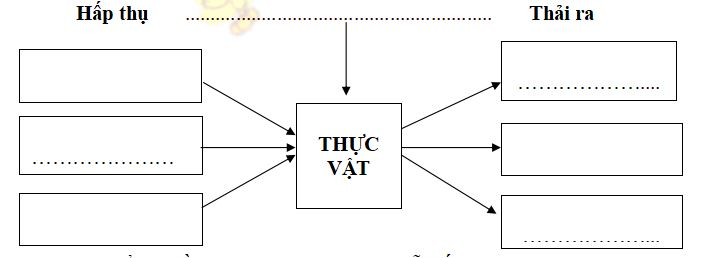 Hấp thụ ............................................................ Thải ra
………………....
THỰC
VẬT
…………………
………………...